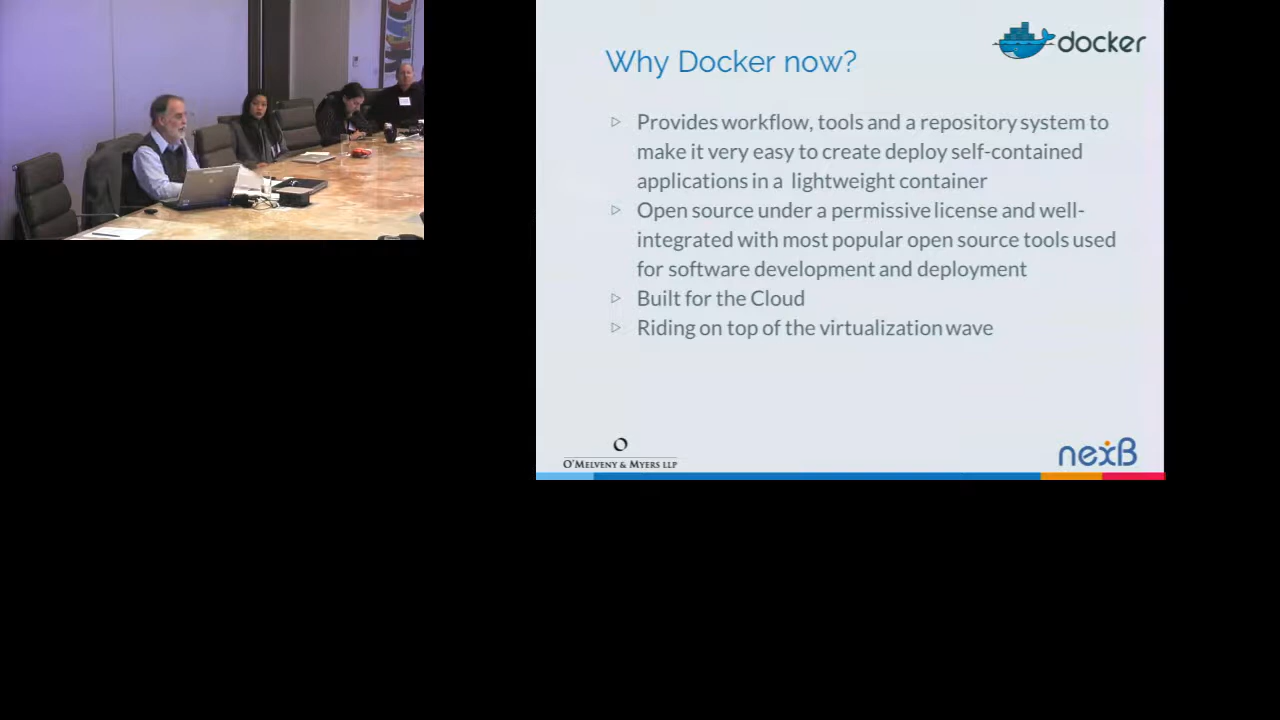 docker
Why Docker now?
Provides workflow, tools and a repository system to
make it very easy to create deploy self-contained
applications in a lightweight container
Open source under a permissive license and well-
integrated with most popular open source tools used
for software development and deployment
Built for the Cloud
Riding on top of the virtualization wave
O'MELVENY & MYERS LLP
nexB